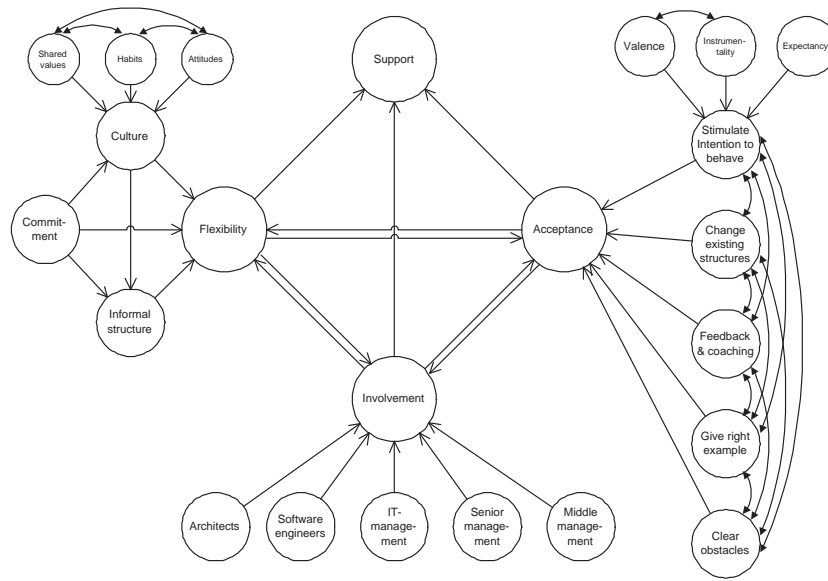 Shared
values
Habits
Attitudes
Support
Valence
Instrumen-
tality
Expectancy
Culture
Stimulate
Intention to
behave
Commit-
ment
Flexibility
Acceptance
Change
existing
structures
Informal
structure
Feedback
& coaching
Involvement
Give right
example
Architects
Software
engineers
IT-
manage-
ment
Senior
manage-
ment
Middle
manage-
ment
Clear
obstacles